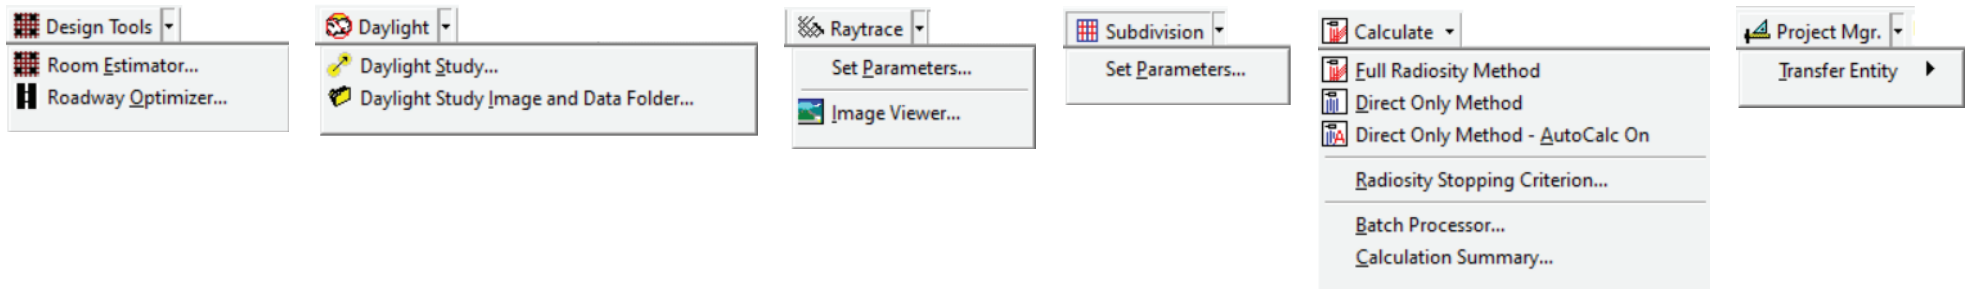 Design Tools
Room Estimator...
Roadway Optimizer...
Daylight
Daylight Study...
Daylight Study Image and Data Folder...
Raytrace
Set Parameters...
Image Viewer...
Subdivision
Set Parameters...
Calculate
Full Radiosity Method
Direct Only Method
Direct Only Method - AutoCalc On
Radiosity Stopping Criterion...
Batch Processor...
Calculation Summary...
Project Mgr.
Transfer Entity